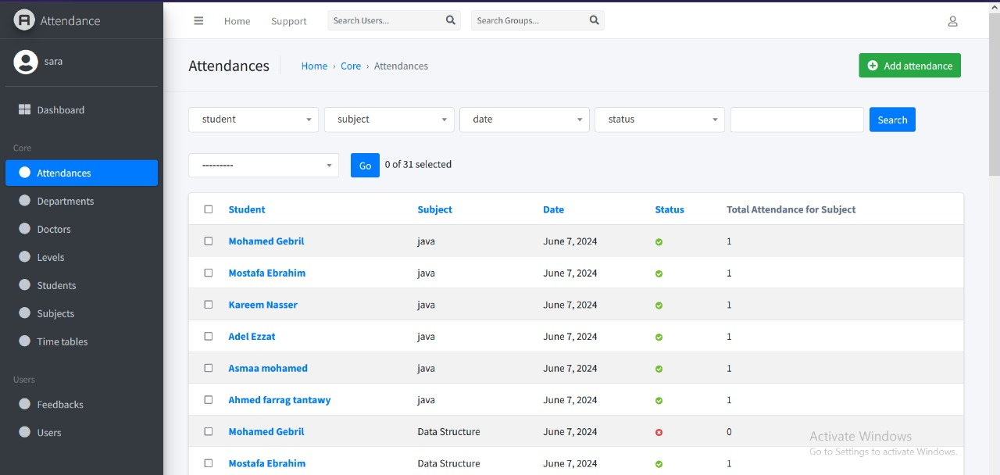 Attendance
sara
Dashboard
Core
Attendances
Departments
Doctors
Levels
Students
Subjects
Time tables
Users
Feedbacks
Users
Home Support Search Users... Search Groups...
Attendances Home › Core › Attendances Add attendance
student subject date status Search
--------- Go 0 of 31 selected
Student Subject Date Status Total Attendance for Subject
Mohamed Gebril java June 7, 2024 1
Mostafa Ebrahim java June 7, 2024 1
Kareem Nasser java June 7, 2024 1
Adel Ezzat java June 7, 2024 1
Asmaa mohamed java June 7, 2024 1
Ahmed farrag tantawy java June 7, 2024 1
Mohamed Gebril Data Structure June 7, 2024 0
Mostafa Ebrahim Data Structure June 7, 2024 1
Activate Windows
Go to Settings to activate Windows.